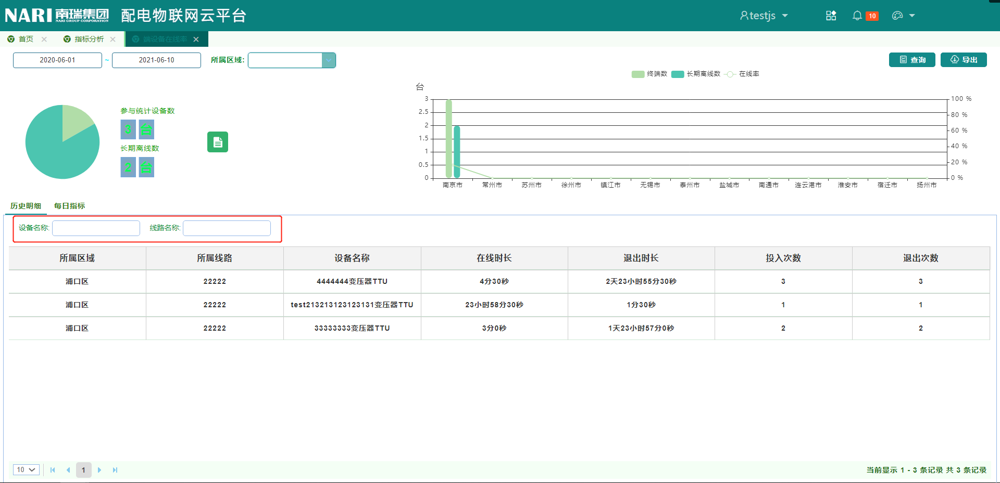 NARI 南瑞集团 NARI GROUP CORPORATION 配电物联网云平台 testjs 10
首页 指标分析 端设备在线率
2020-06-01 ~ 2021-06-10 所属区域: 查询 导出
终端数 长期离线数 在线率
台
3
2.5
2
1.5
1
0.5
0
100 %
80 %
60 %
40 %
20 %
0 %
南京市 常州市 苏州市 徐州市 镇江市 无锡市 泰州市 盐城市 南通市 连云港市 淮安市 宿迁市 扬州市
参与统计设备数
3 台
长期离线数
2 台
历史明细 每日指标
设备名称: 线路名称:
所属区域 所属线路 设备名称 在线时长 退出时长 投入次数 退出次数
浦口区 22222 4444444变压器TTU 4分30秒 2天23小时55分30秒 3 3
浦口区 22222 test213213123123131变压器TTU 23小时58分30秒 1分30秒 1 1
浦口区 22222 33333333变压器TTU 3分0秒 1天23小时57分0秒 2 2
10 1 当前显示 1 - 3 条记录 共 3 条记录